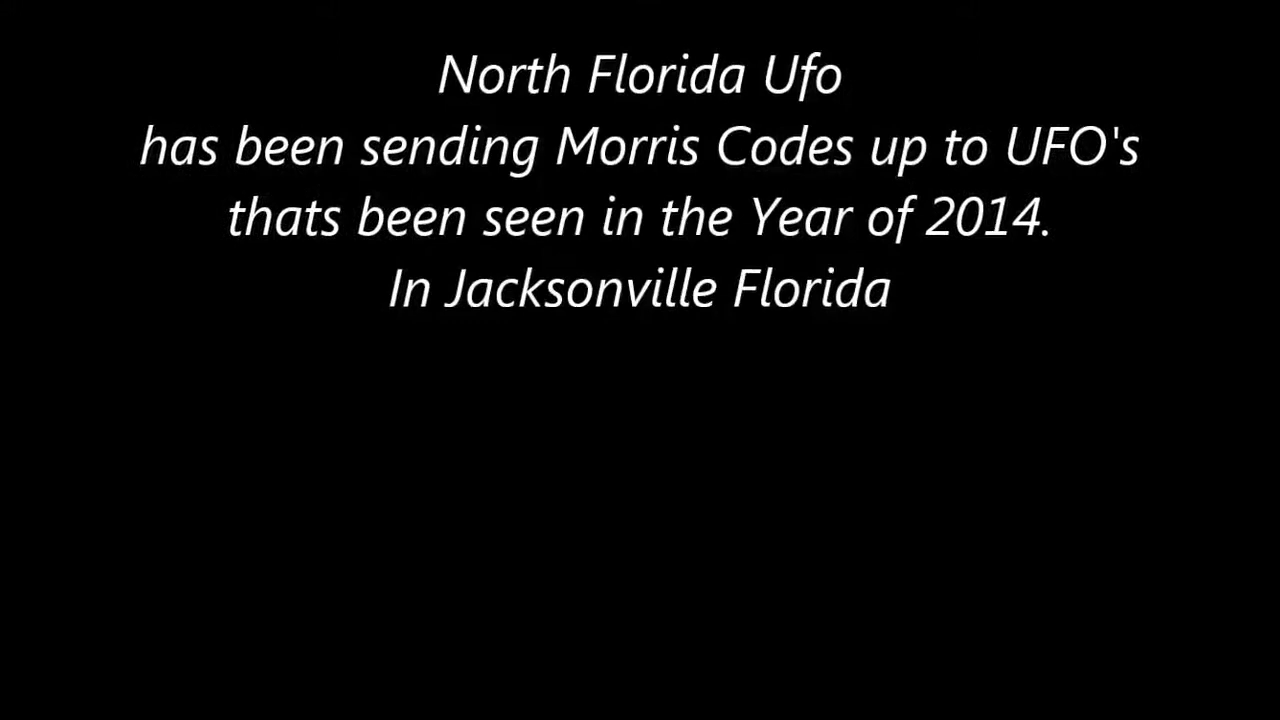 North Florida Ufo
has been sending Morris Codes up to UFO's
thats been seen in the Year of 2014.
In Jacksonville Florida